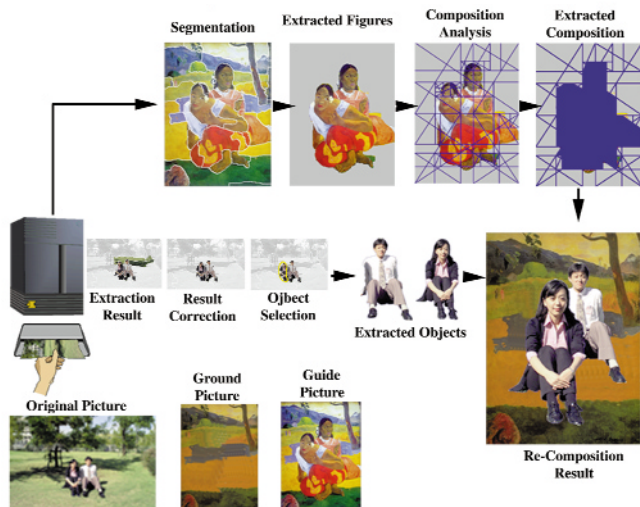 Segmentation
Extracted Figures
Composition
Analysis
Extracted
Composition
Extraction
Result
Result
Correction
Ojbect
Selection
Extracted Objects
Original Picture
Ground
Picture
Guide
Picture
Re-Composition
Result